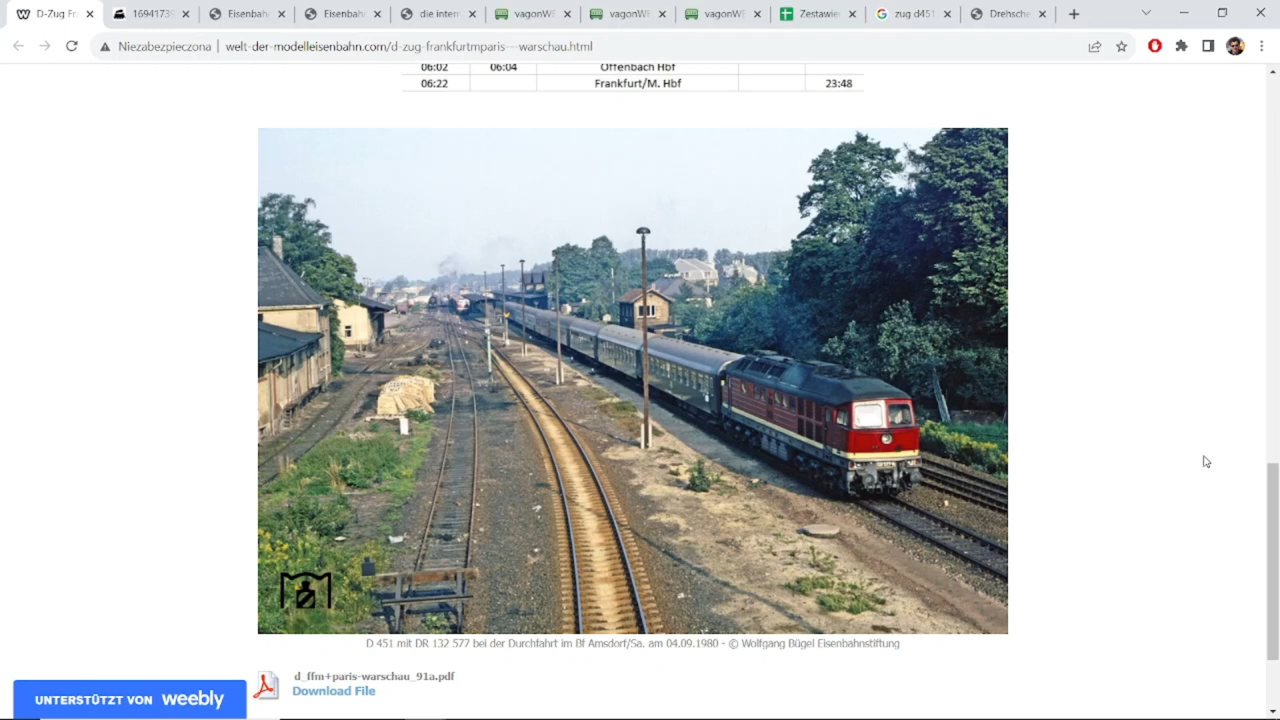 D-Zug Fr
1694173
Eisenbah
Eisenbah
die intern
vagonWE
vagonWE
vagonWE
Zestawie
zug d451
Drehsche
Niezabezpieczona
welt-der-modelleisenbahn.com/d-zug-frankfurtmparis---warschau.html
06:02 06:04 Offenbach Hbf
06:22 Frankfurt/M. Hbf 23:48
D 451 mit DR 132 577 bei der Durchfahrt im Bf Arnsdorf/Sa. am 04.09.1980 - © Wolfgang Bügel Eisenbahnstiftung
d_ffm+paris-warschau_91a.pdf
Download File
UNTERSTÜTZT VON weebly